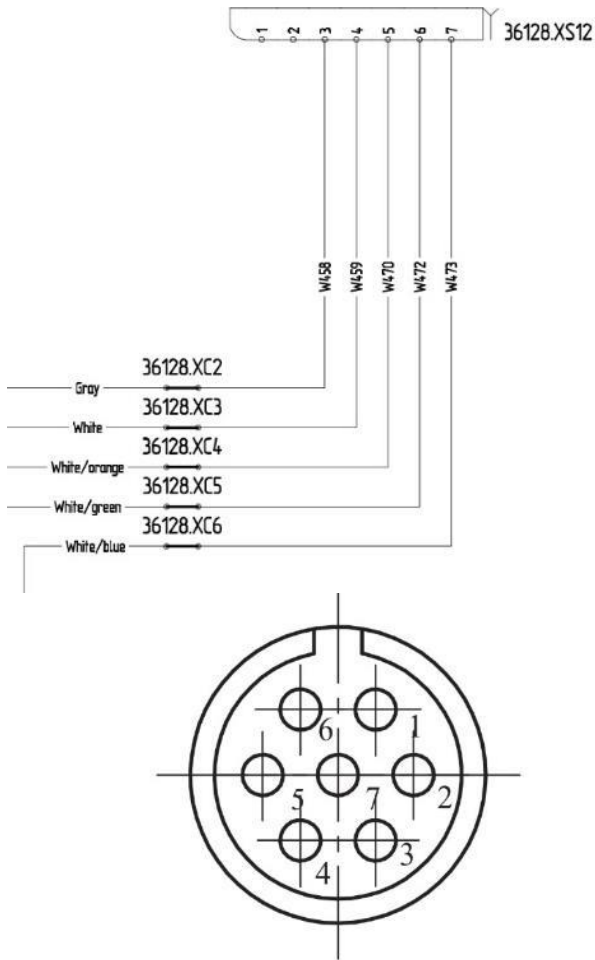 1 2 3 4 5 6 7
36128.XS12
W458 W459 W470 W472 W473
36128.XC2
Gray
36128.XC3
White
36128.XC4
White/orange
36128.XC5
White/green
36128.XC6
White/blue
6 1
5 7 2
4 3